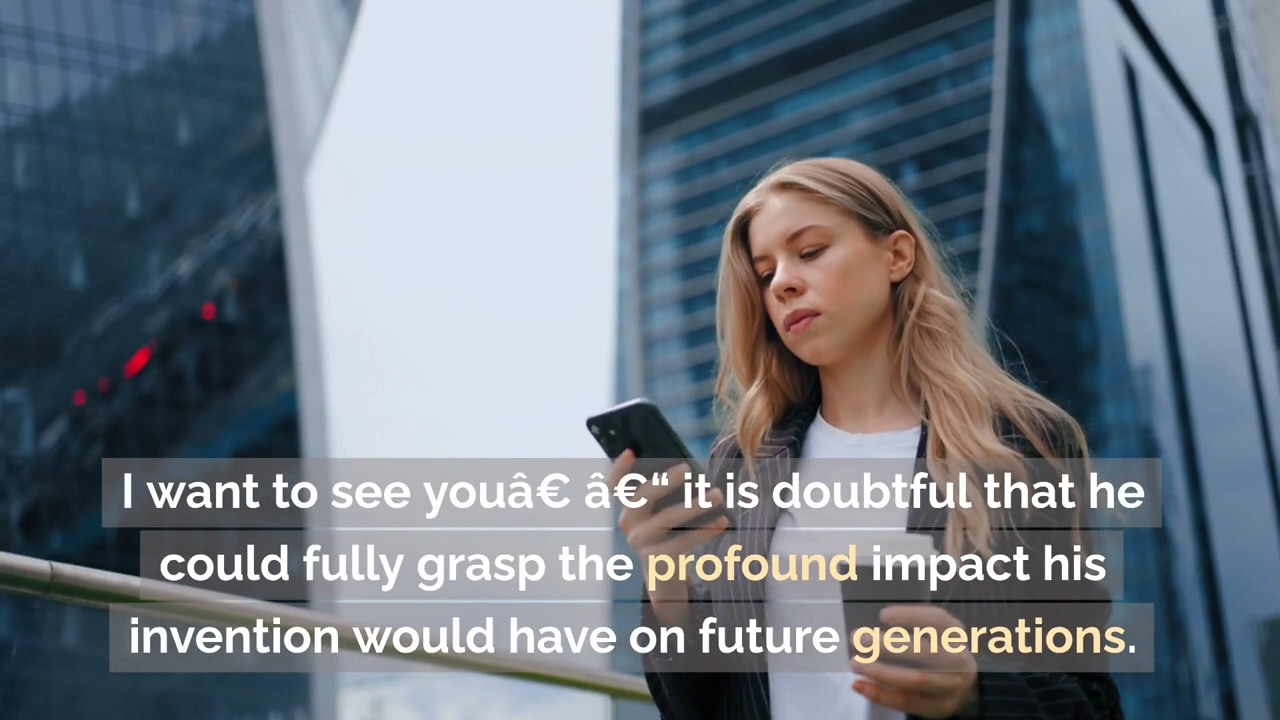 I want to see youâ€ â€“ it is doubtful that he
could fully grasp the profound impact his
invention would have on future generations.